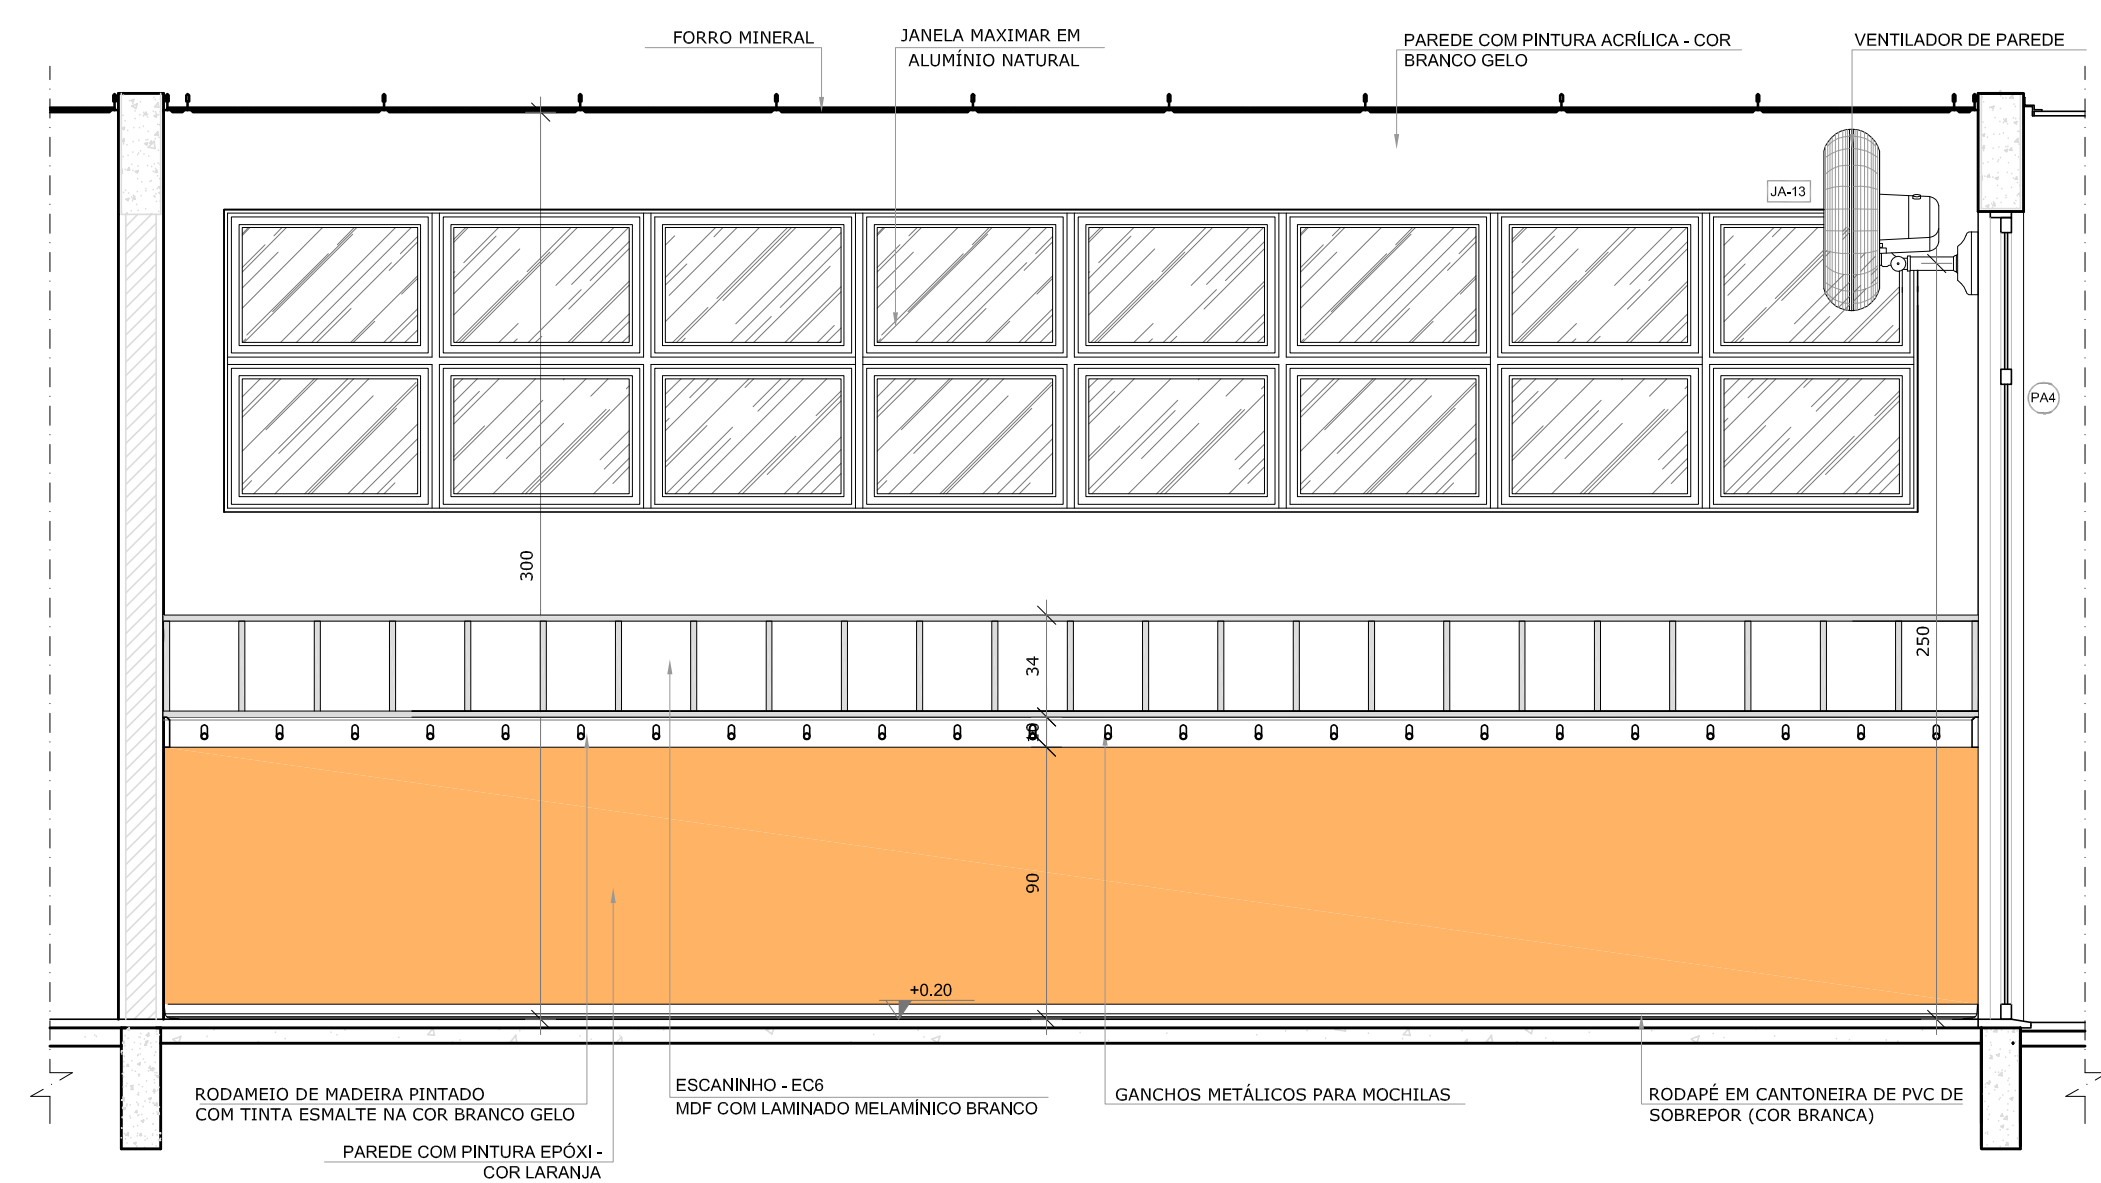 FORRO MINERAL
JANELA MAXIMAR EM
ALUMÍNIO NATURAL
PAREDE COM PINTURA ACRÍLICA - COR
BRANCO GELO
VENTILADOR DE PAREDE
JA-13
PA4
300
34
250
10
90
+0.20
RODAMEIO DE MADEIRA PINTADO
COM TINTA ESMALTE NA COR BRANCO GELO
ESCANINHO - EC6
MDF COM LAMINADO MELAMÍNICO BRANCO
GANCHOS METÁLICOS PARA MOCHILAS
RODAPÉ EM CANTONEIRA DE PVC DE
SOBREPOR (COR BRANCA)
PAREDE COM PINTURA EPÓXI -
COR LARANJA